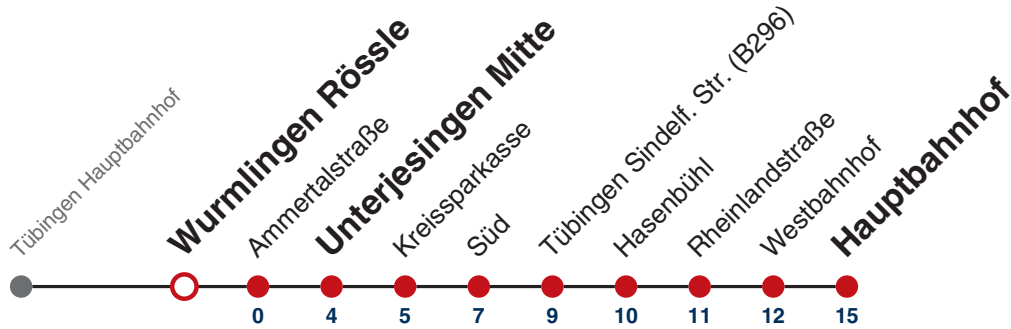 Tübingen Hauptbahnhof
Wurmlingen Rössle
Ammertalstraße
Unterjesingen Mitte
Kreissparkasse
Süd
Tübingen Sindelf. Str. (B296)
Hasenbühl
Rheinlandstraße
Westbahnhof
Hauptbahnhof
0 4 5 7 9 10 11 12 15